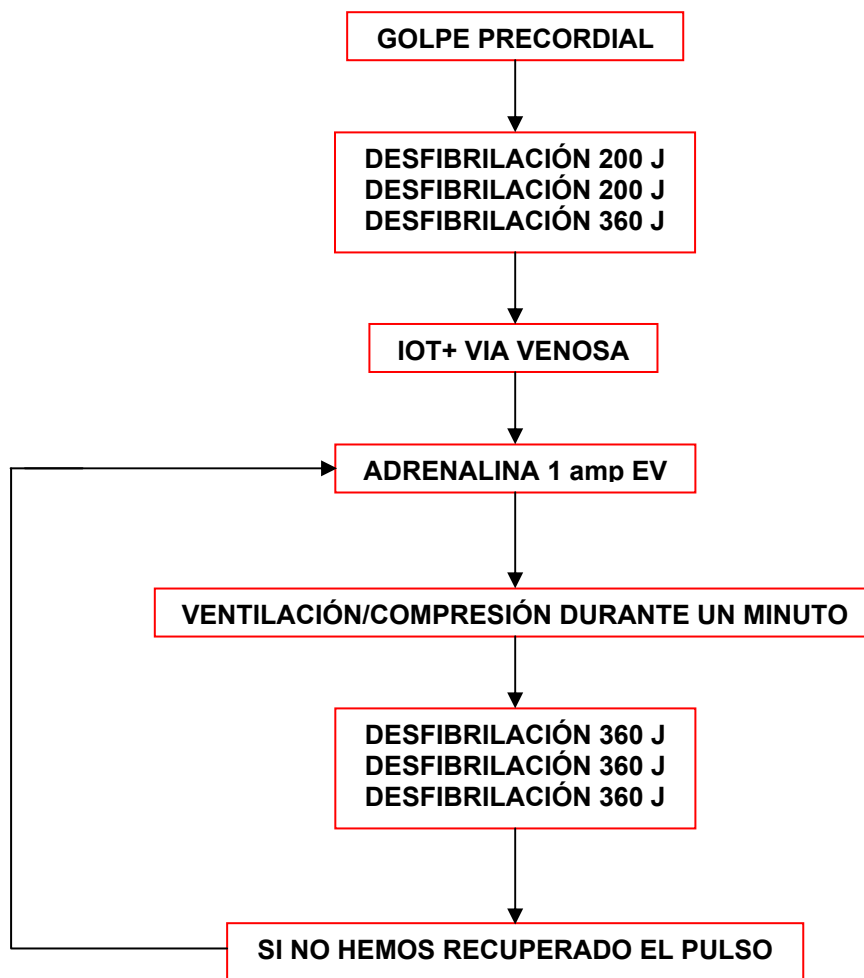 GOLPE PRECORDIAL
DESFIBRILACIÓN 200 J
DESFIBRILACIÓN 200 J
DESFIBRILACIÓN 360 J
IOT+ VIA VENOSA
ADRENALINA 1 amp EV
VENTILACIÓN/COMPRESIÓN DURANTE UN MINUTO
DESFIBRILACIÓN 360 J
DESFIBRILACIÓN 360 J
DESFIBRILACIÓN 360 J
SI NO HEMOS RECUPERADO EL PULSO